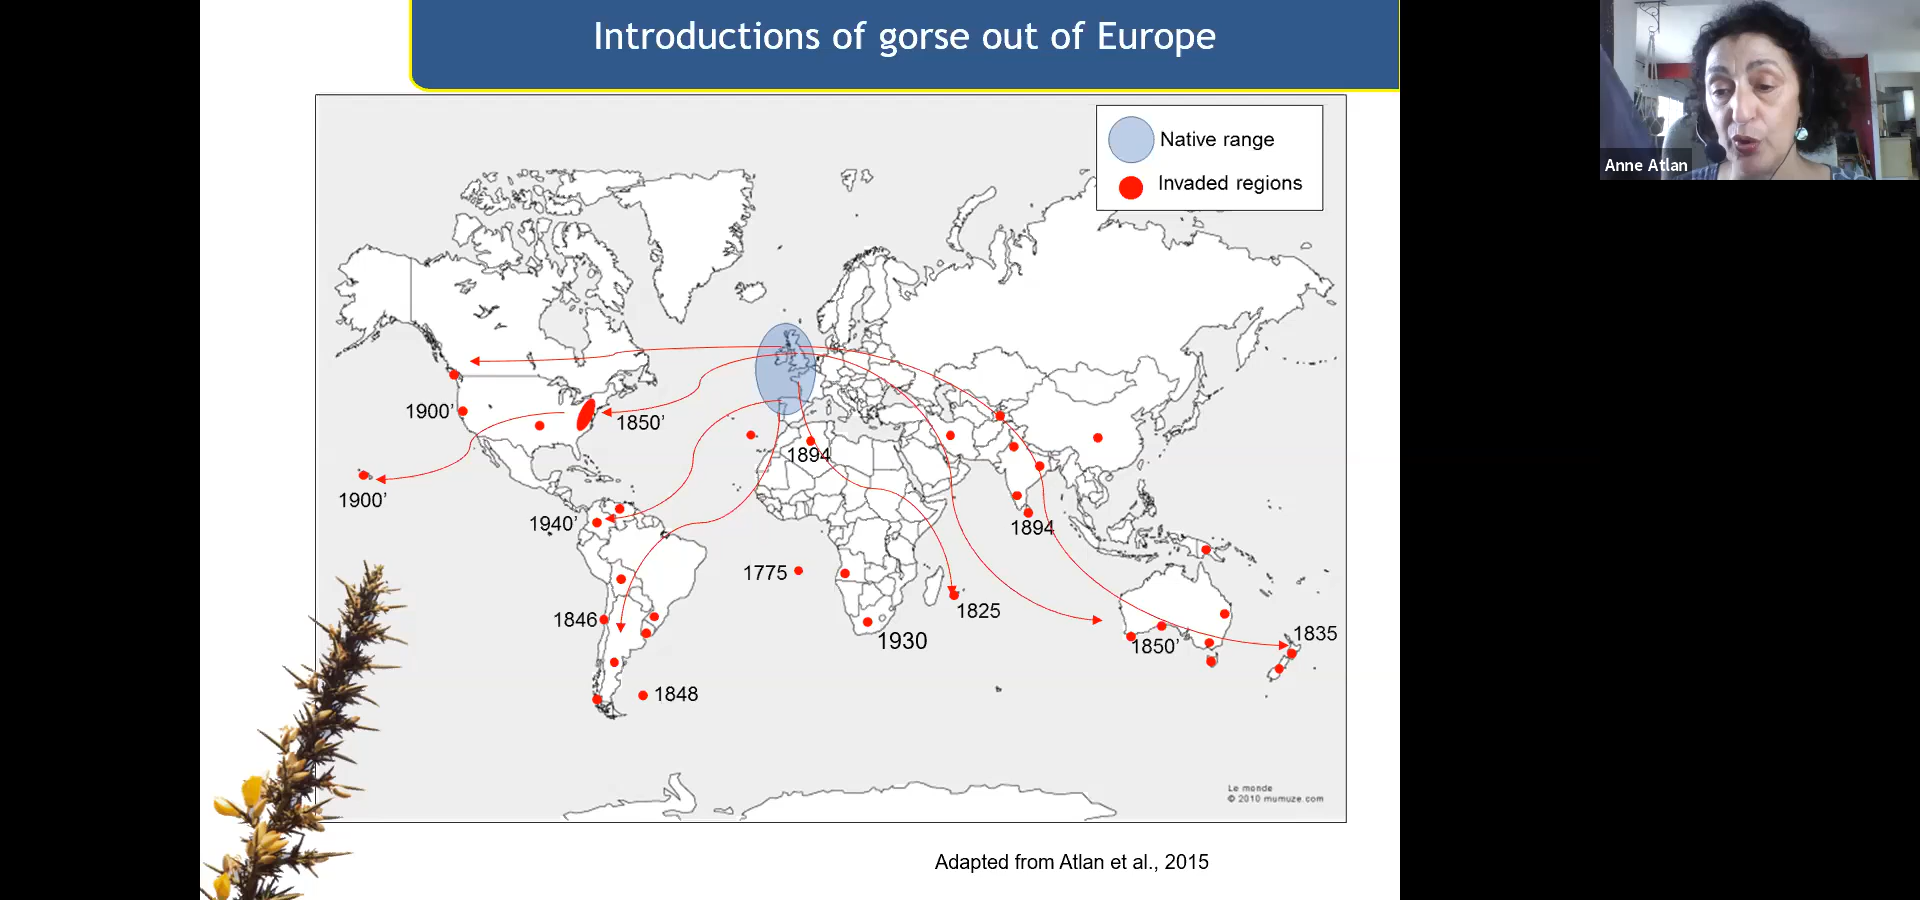 Introductions of gorse out of Europe
Native range
Invaded regions
Anne Atlan
1900’
1850’
1894
1900’
1940’
1894
1775
1825
1846
1930
1850’
1835
1848
Le monde
© 2010 mumuze.com
Adapted from Atlan et al., 2015